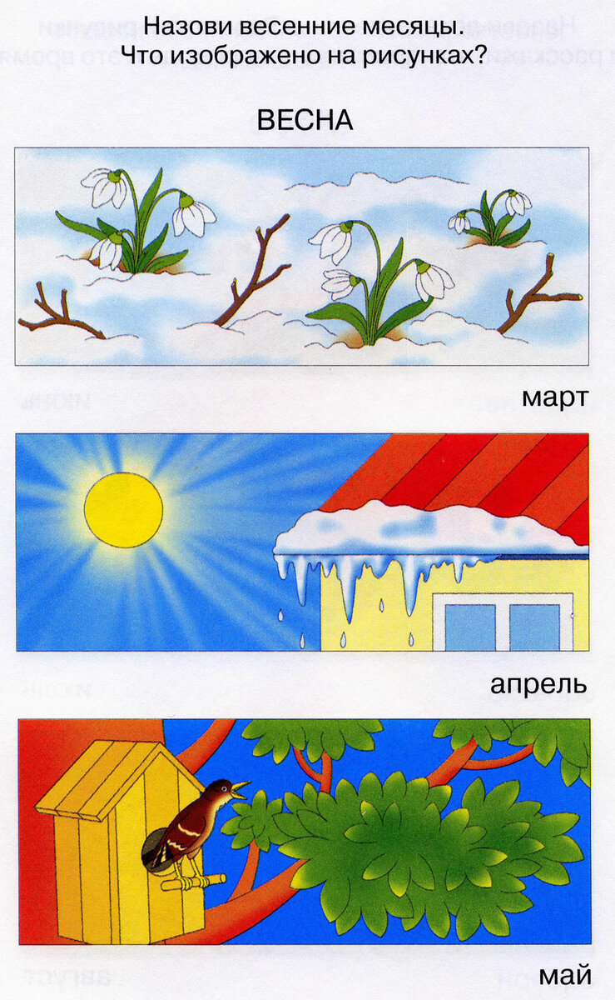 Назови весенние месяцы.
Что изображено на рисунках?
ВЕСНА
март
апрель
май